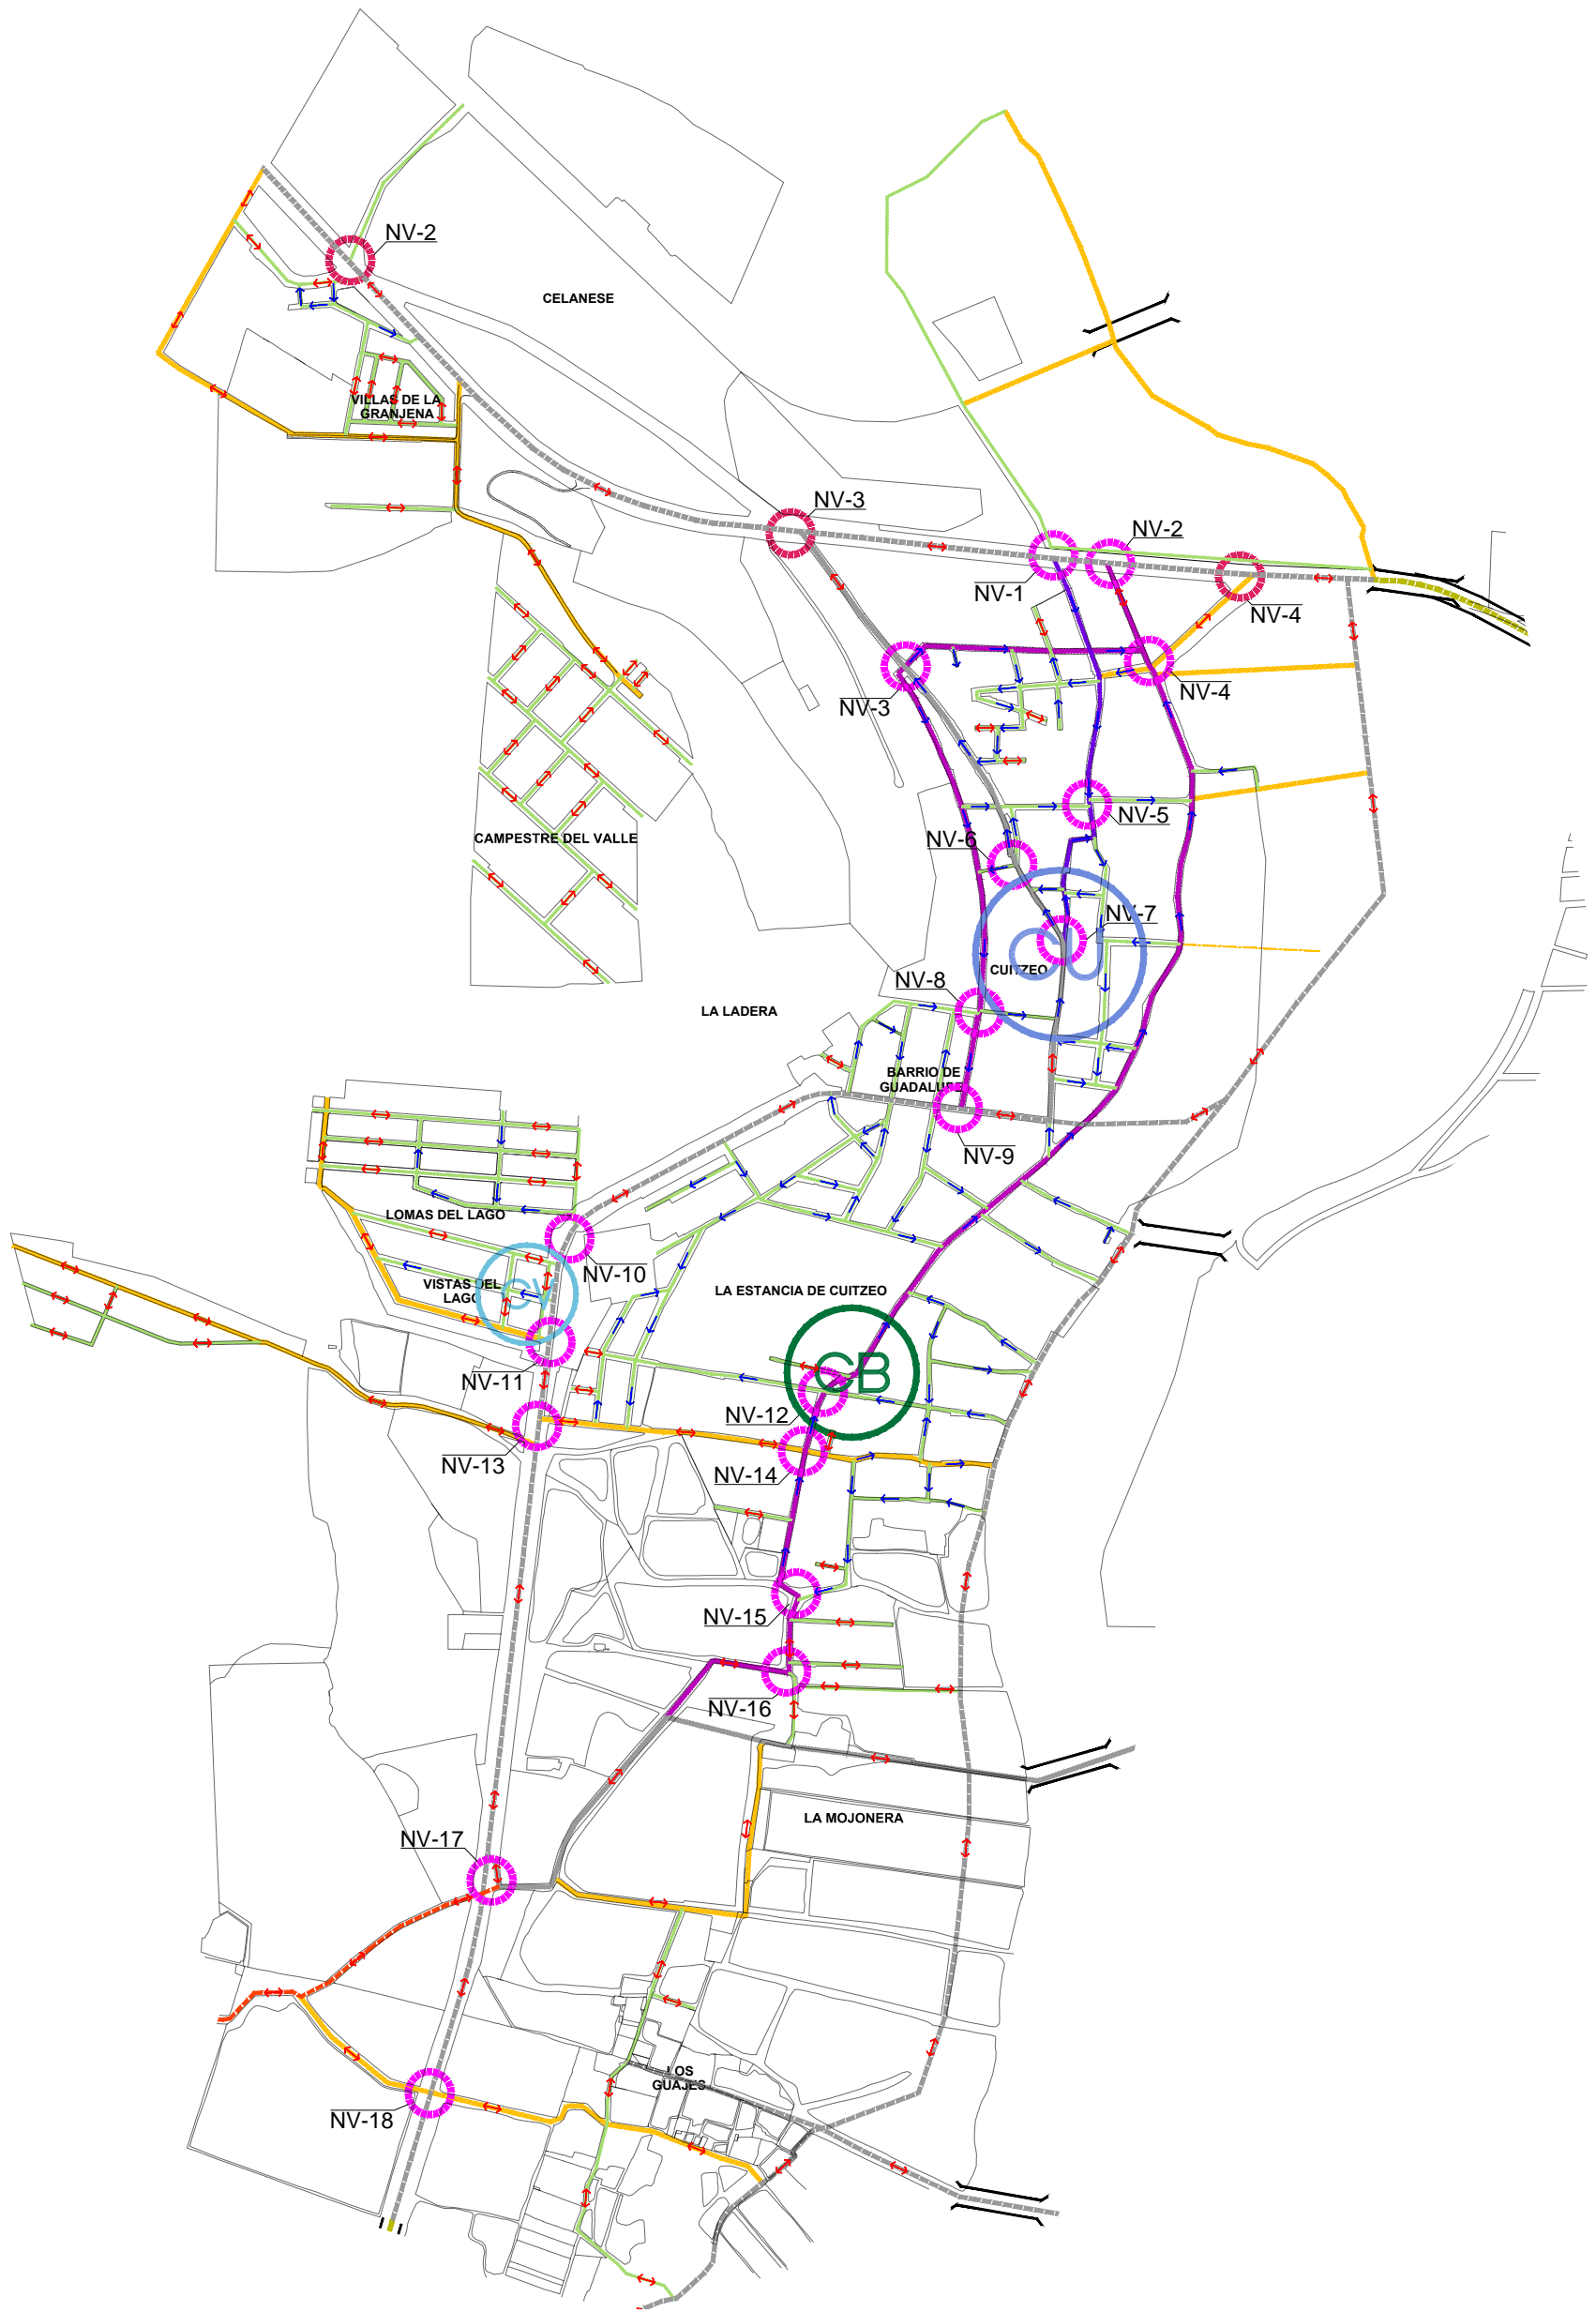 NV-2
CELANESE
VILLAS DE LA
GRANJENA
NV-3
NV-2
NV-1
NV-4
NV-3
NV-4
NV-5
CAMPESTRE DEL VALLE
NV-6
NV-7
CU
CUITZEO
NV-8
LA LADERA
BARRIO DE
GUADALUPE
NV-9
LOMAS DEL LAGO
NV-10
VISTAS DEL
LAGO
CV
LA ESTANCIA DE CUITZEO
CB
NV-11
NV-12
NV-13
NV-14
NV-15
NV-16
LA MOJONERA
NV-17
LOS
GUAJES
NV-18